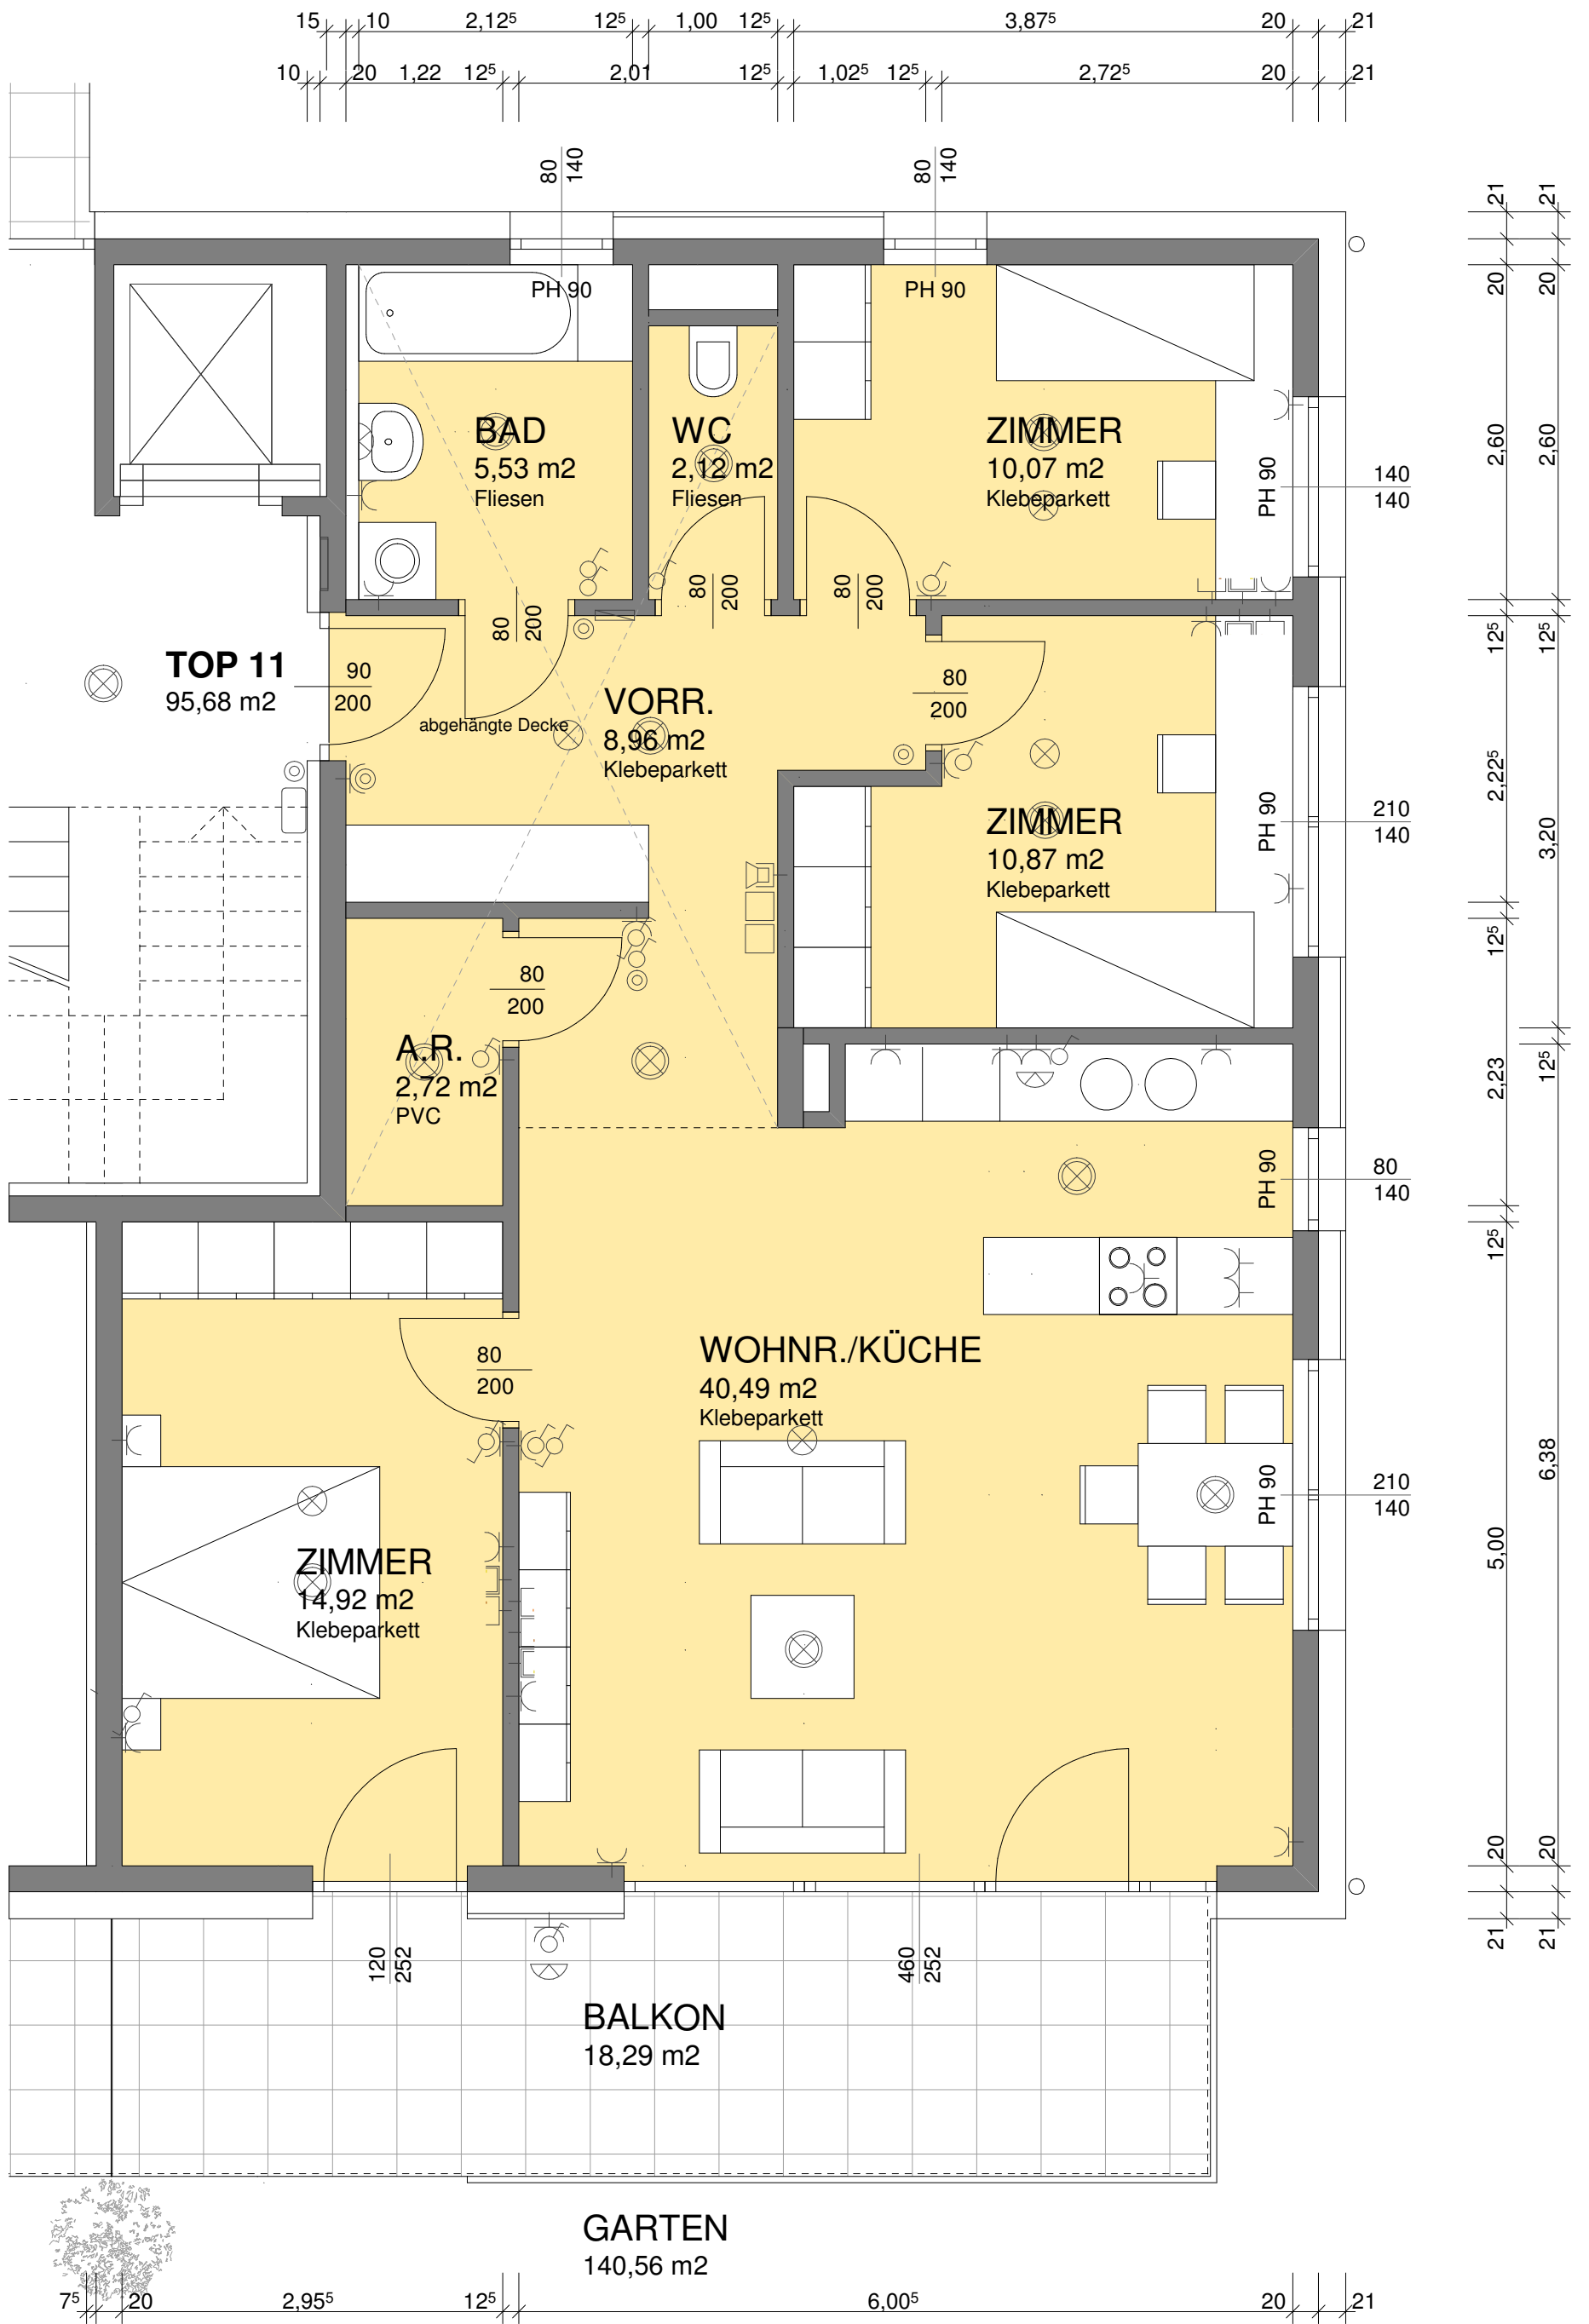 15 10 2,12⁵ 12⁵ 1,00 12⁵ 3,87⁵ 20 21
10 20 1,22 12⁵ 2,01 12⁵ 1,02⁵ 12⁵ 2,72⁵ 20 21
80
140
80
140
PH 90
PH 90
BAD
5,53 m2
Fliesen
WC
2,12 m2
Fliesen
ZIMMER
10,07 m2
Klebeparkett
PH 90
140
140
80
200
80
200
80
200
TOP 11
95,68 m2
90
200
abgehängte Decke
VORR.
8,96 m2
Klebeparkett
80
200
ZIMMER
10,87 m2
Klebeparkett
PH 90
210
140
80
200
A.R.
2,72 m2
PVC
PH 90
80
140
80
200
WOHNR./KÜCHE
40,49 m2
Klebeparkett
PH 90
210
140
ZIMMER
14,92 m2
Klebeparkett
120
252
460
252
BALKON
18,29 m2
GARTEN
140,56 m2
7⁵ 20 2,95⁵ 12⁵ 6,00⁵ 20 21
21 20 2,60 12⁵ 2,22⁵ 12⁵ 2,23 12⁵ 5,00 20 21
21 20 2,60 12⁵ 3,20 12⁵ 6,38 20 21